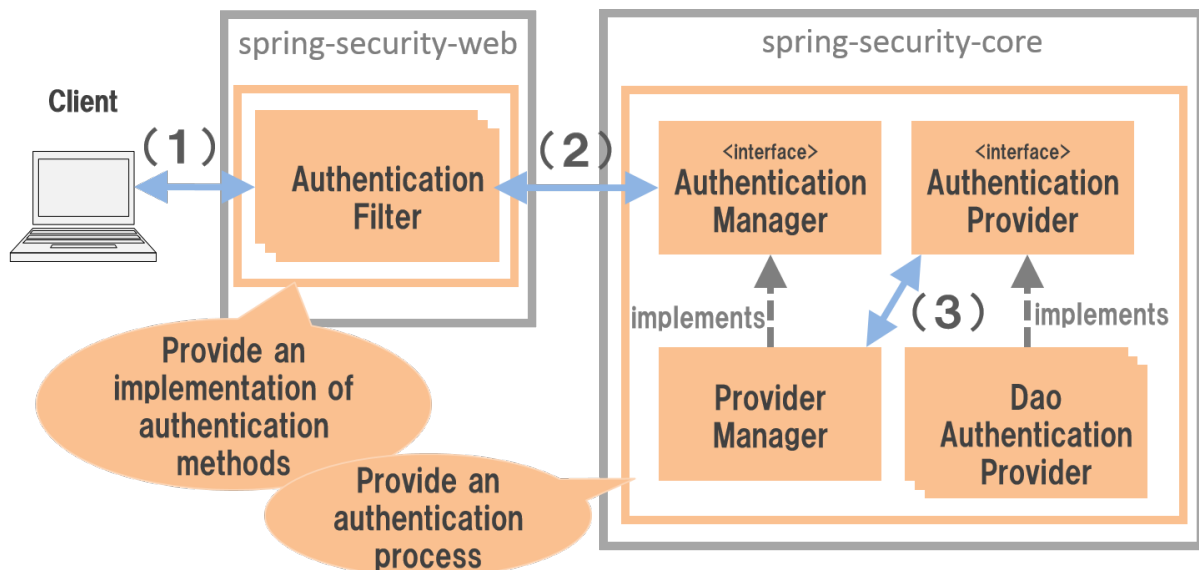 spring-security-web
spring-security-core
Client
(1)
(2)
Authentication
Filter
<interface>
Authentication
Manager
<interface>
Authentication
Provider
implements
(3)
implements
Provider
Manager
Dao
Authentication
Provider
Provide an
implementation of
authentication
methods
Provide an
authentication
process